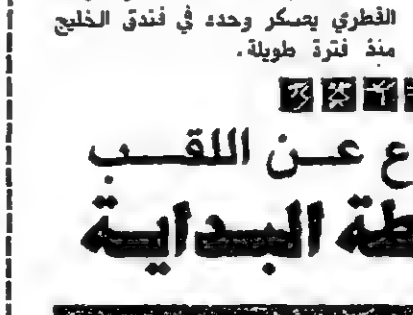 القطري يعسكر وحده في فندق الخليج
منذ فترة طويلة.
ع عن اللقب
طة البداية